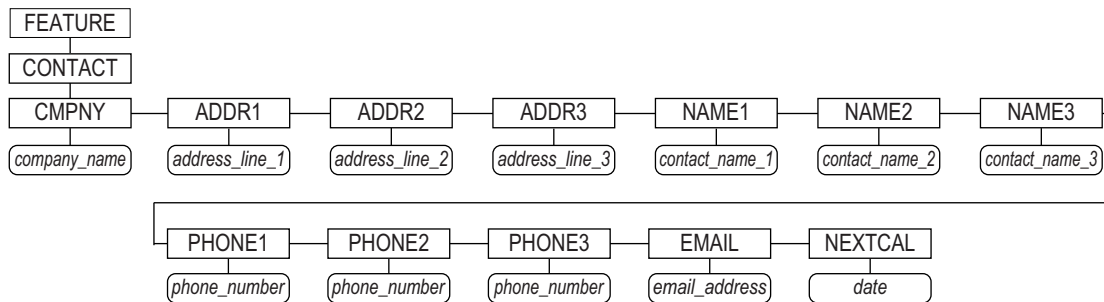 FEATURE
CONTACT
CMPNY ADDR1 ADDR2 ADDR3 NAME1 NAME2 NAME3
company_name address_line_1 address_line_2 address_line_3 contact_name_1 contact_name_2 contact_name_3
PHONE1 PHONE2 PHONE3 EMAIL NEXTCAL
phone_number phone_number phone_number email_address date